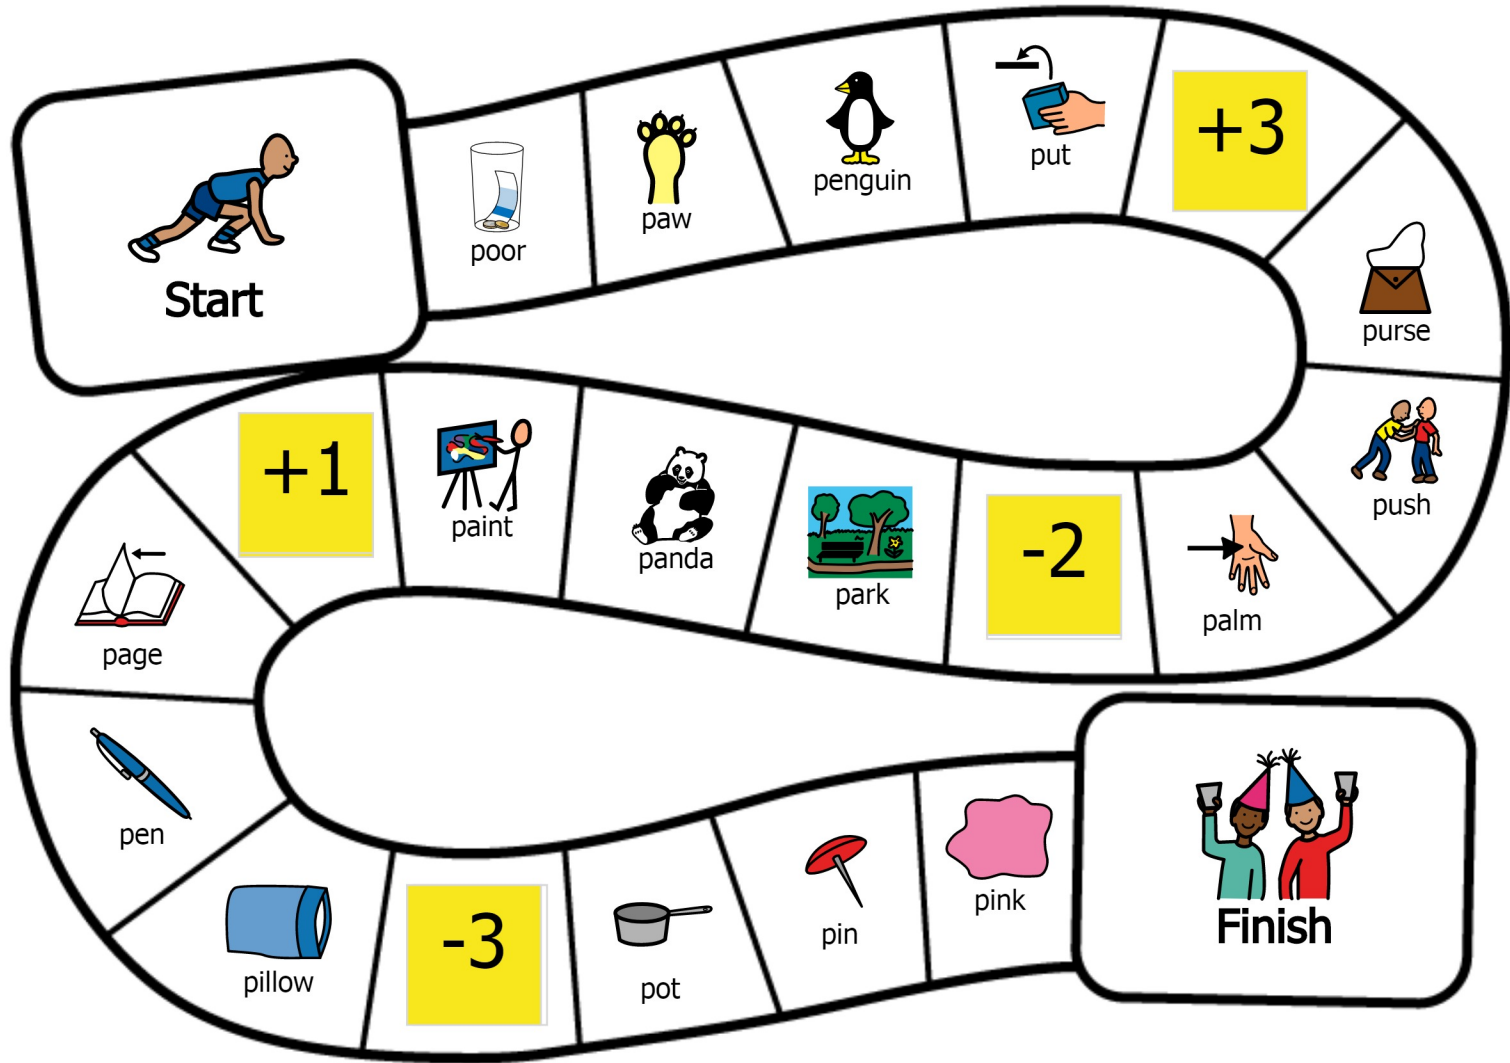 Start
poor
paw
penguin
put
+3
purse
push
palm
-2
park
panda
paint
+1
page
pen
pillow
-3
pot
pin
pink
Finish